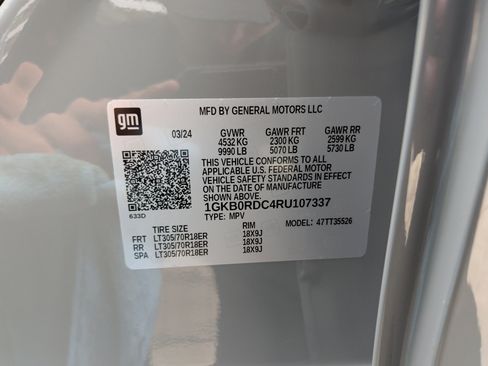 gm
MFD BY GENERAL MOTORS LLC
03/24 GVWR GAWR FRT GAWR RR
4532 KG 2300 KG 2599 KG
9990 LB 5070 LB 5730 LB
THIS VEHICLE CONFORMS TO ALL
APPLICABLE U.S. FEDERAL MOTOR
VEHICLE SAFETY STANDARDS IN EFFECT
ON THE DATE OF MANUFACTURE
SHOWN ABOVE.
1GKB0RDC4RU107337
633D TYPE: MPV MODEL: 47TT35526
TIRE SIZE RIM
FRT LT305/70R18ER 18X9J
RR LT305/70R18ER 18X9J
SPA LT305/70R18ER 18X9J